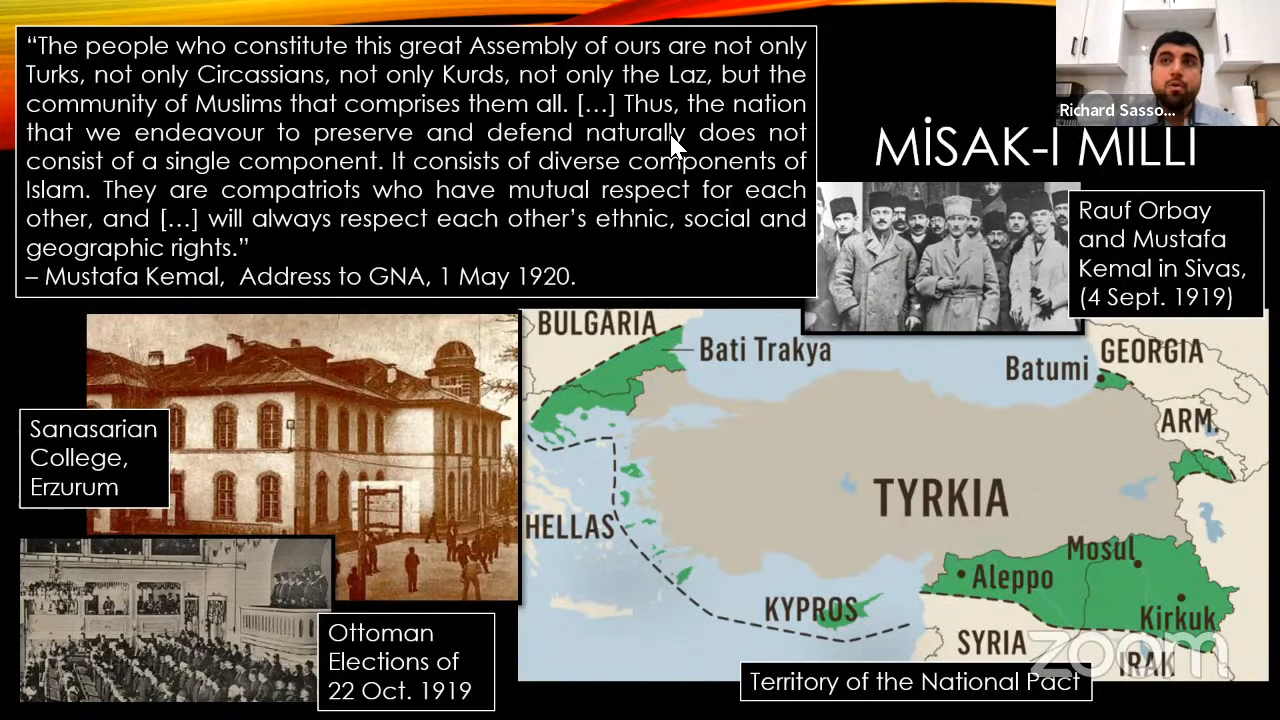 “The people who constitute this great Assembly of ours are not only
Turks, not only Circassians, not only Kurds, not only the Laz, but the
community of Muslims that comprises them all. […] Thus, the nation
that we endeavour to preserve and defend naturally does not
consist of a single component. It consists of diverse components of
Islam. They are compatriots who have mutual respect for each
other, and […] will always respect each other’s ethnic, social and
geographic rights.”
– Mustafa Kemal,  Address to GNA, 1 May 1920.
Richard Sasso...
MİSAK-I MILLI
Rauf Orbay
and Mustafa
Kemal in Sivas,
(4 Sept. 1919)
Sanasarian
College,
Erzurum
Ottoman
Elections of
22 Oct. 1919
BULGARIA
Bati Trakya
Batumi
GEORGIA
ARM.
TYRKIA
HELLAS
Mosul
Aleppo
KYPROS
Kirkuk
SYRIA
IRAK
zoom
Territory of the National Pact